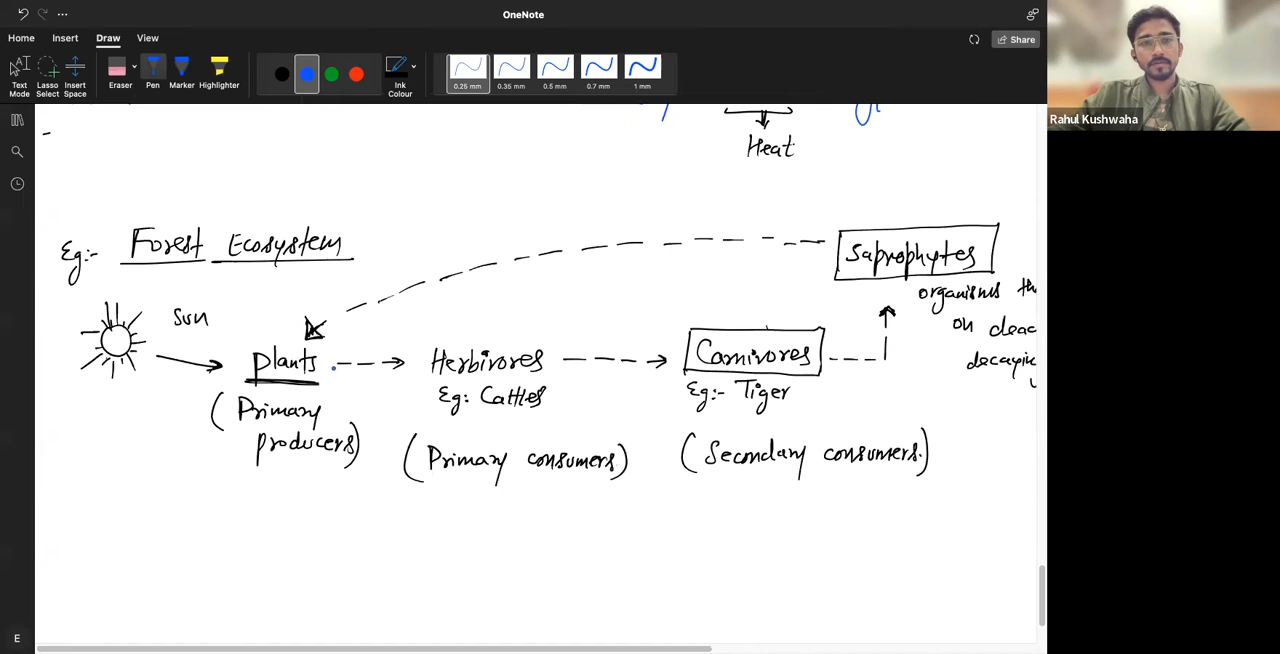 OneNote
Home Insert Draw View
Share
Text Mode
Lasso Select
Insert Space
Eraser
Pen
Marker
Highlighter
Ink Colour
0.25 mm
0.35 mm
0.5 mm
0.7 mm
1 mm
Rahul Kushwaha
Heat
Eg:- Forest Ecosystem
Saprophytes
organisms
on
Sun
plants
Herbivores
Carnivores
Eg: Cattles
Eg:- Tiger
(Primary producers)
(Primary consumers)
(Secondary consumers.)
E